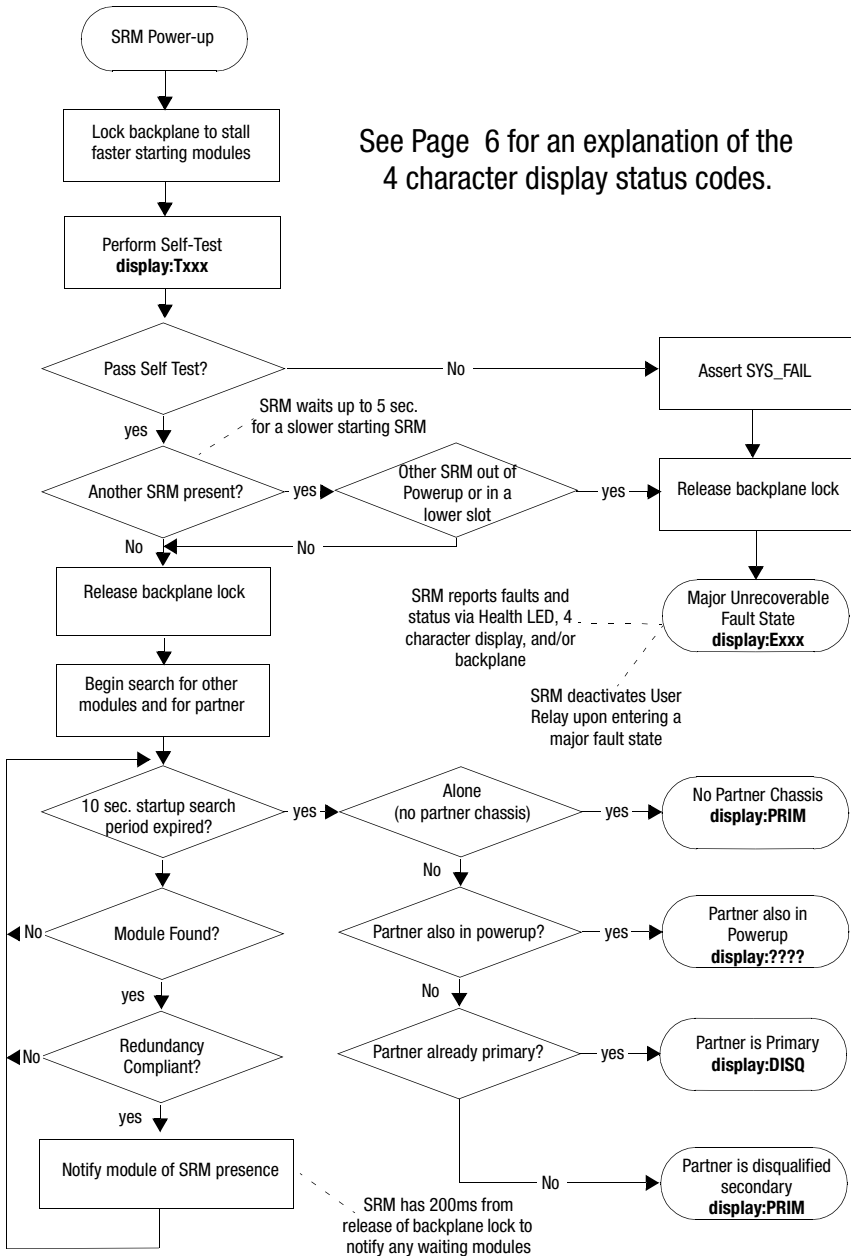 SRM Power-up
Lock backplane to stall
faster starting modules
See Page 6 for an explanation of the
4 character display status codes.
Perform Self-Test
display:Txxx
Pass Self Test?
No
Assert SYS_FAIL
yes
SRM waits up to 5 sec.
for a slower starting SRM
Another SRM present?
yes
Other SRM out of
Powerup or in a
lower slot
yes
Release backplane lock
No
No
Release backplane lock
SRM reports faults and
status via Health LED, 4
character display, and/or
backplane
Major Unrecoverable
Fault State
display:Exxx
Begin search for other
modules and for partner
SRM deactivates User
Relay upon entering a
major fault state
10 sec. startup search
period expired?
yes
Alone
(no partner chassis)
yes
No Partner Chassis
display:PRIM
No
No
Module Found?
Partner also in powerup?
yes
Partner also in
Powerup
display:????
yes
No
No
Redundancy
Compliant?
Partner already primary?
yes
Partner is Primary
display:DISQ
yes
Notify module of SRM presence
No
Partner is disqualified
secondary
display:PRIM
SRM has 200ms from
release of backplane lock to
notify any waiting modules